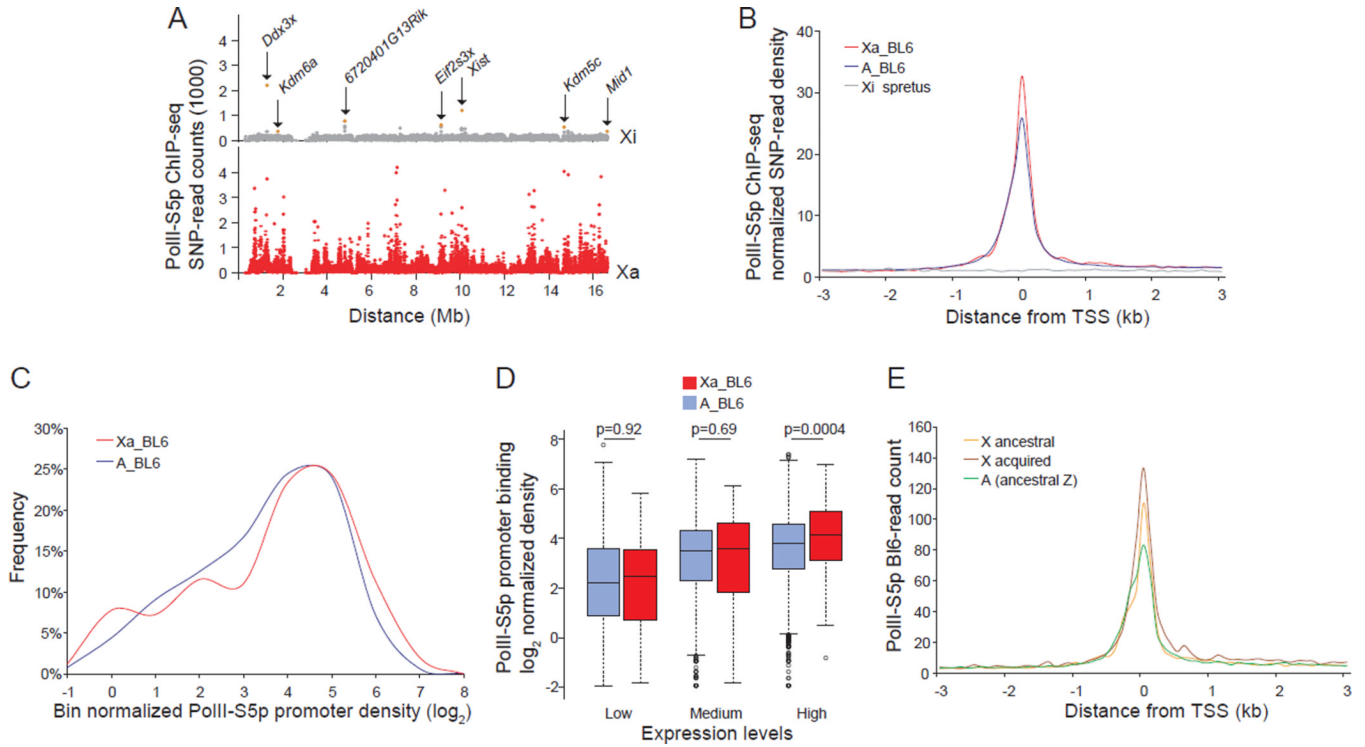 A
PolII-S5p ChIP-seq
SNP-read counts (1000)
4
3
2
1
0
Ddx3x
Kdm6a
6720401G13Rik
Eif2s3x
Xist
Kdm5c
Mid1
Xi
4
3
2
1
0
Xa
2 4 6 8 10 12 14 16
Distance (Mb)
B
PolII-S5p ChIP-seq
normalized SNP-read density
Xa_BL6
A_BL6
Xi spretus
40
30
20
10
0
-3 -2 -1 0 1 2 3
Distance from TSS (kb)
C
Frequency
Xa_BL6
A_BL6
30%
25%
20%
15%
10%
5%
0%
-1 0 1 2 3 4 5 6 7 8
Bin normalized PolII-S5p promoter density (log2)
D
Xa_BL6
A_BL6
PolII-S5p promoter binding
log2 normalized density
p=0.92 p=0.69 p=0.0004
8
6
4
2
0
-2
Low Medium High
Expression levels
E
PolII-S5p Bl6-read count
X ancestral
X acquired
A (ancestral Z)
160
140
120
100
80
60
40
20
0
-3 -2 -1 0 1 2 3
Distance from TSS (kb)